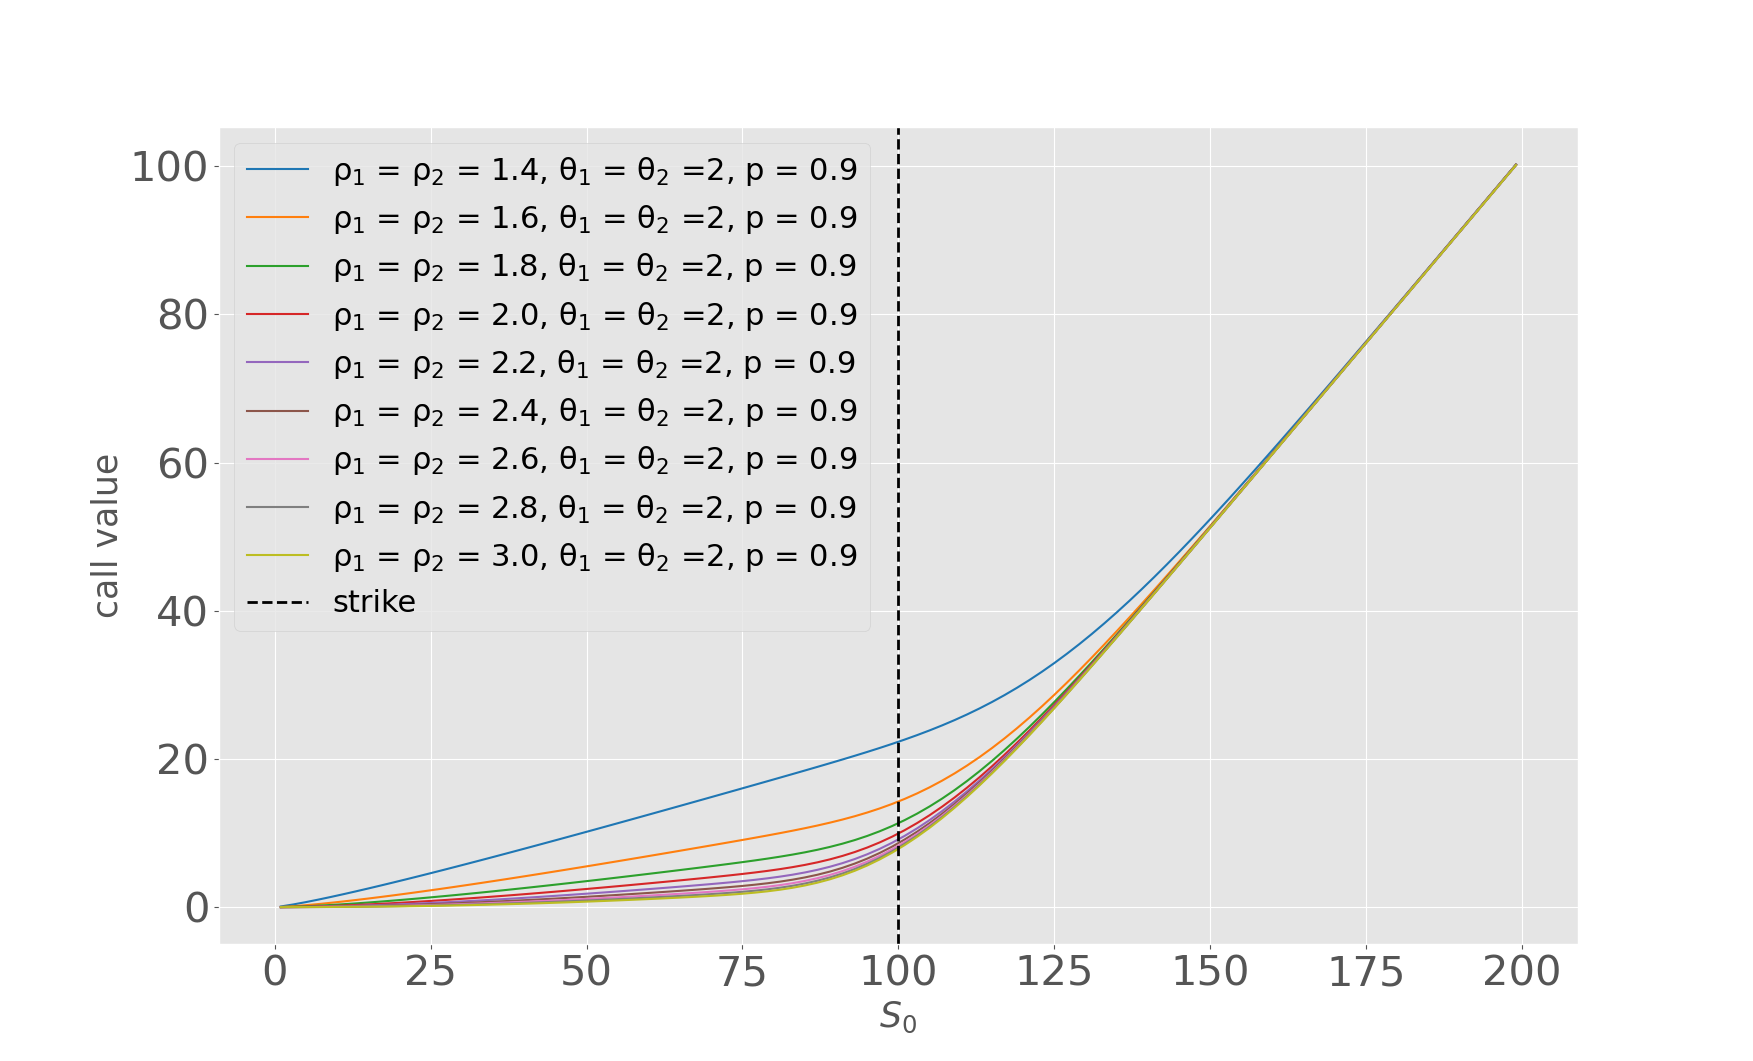 ρ₁ = ρ₂ = 1.4, θ₁ = θ₂ =2, p = 0.9
ρ₁ = ρ₂ = 1.6, θ₁ = θ₂ =2, p = 0.9
ρ₁ = ρ₂ = 1.8, θ₁ = θ₂ =2, p = 0.9
ρ₁ = ρ₂ = 2.0, θ₁ = θ₂ =2, p = 0.9
ρ₁ = ρ₂ = 2.2, θ₁ = θ₂ =2, p = 0.9
ρ₁ = ρ₂ = 2.4, θ₁ = θ₂ =2, p = 0.9
ρ₁ = ρ₂ = 2.6, θ₁ = θ₂ =2, p = 0.9
ρ₁ = ρ₂ = 2.8, θ₁ = θ₂ =2, p = 0.9
ρ₁ = ρ₂ = 3.0, θ₁ = θ₂ =2, p = 0.9
strike
100
80
60
40
20
0
call value
0 25 50 75 100 125 150 175 200
S₀